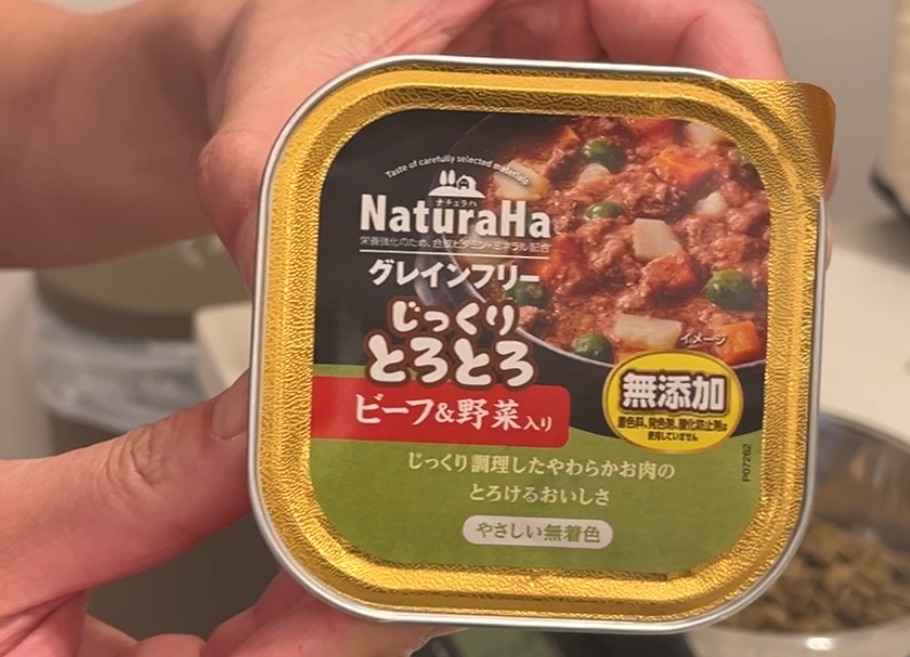 Taste of carefully selected materials
ナチュラハ
NaturaHa
栄養強化のため、合成ビタミン・ミネラル配合
グレインフリー
じっくり
とろとろ
ビーフ&野菜入り
イメージ
無添加
着色料、発色剤、酸化防止剤は
使用していません
じっくり調理したやわらかお肉の
とろけるおいしさ
やさしい無着色
P07262